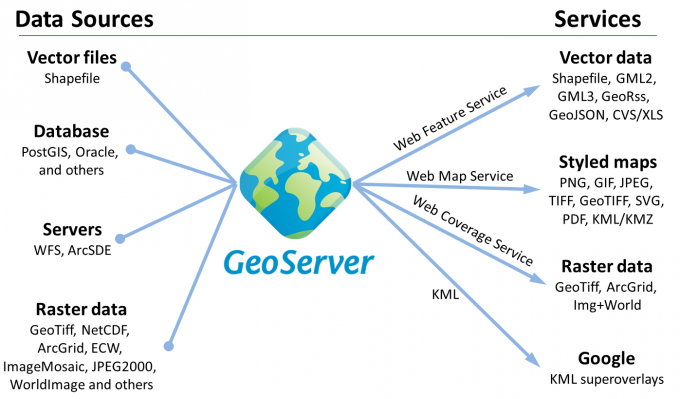 Data Sources
Services
Vector files
Shapefile
Database
PostGIS, Oracle,
and others
Servers
WFS, ArcSDE
Raster data
GeoTiff, NetCDF,
ArcGrid, ECW,
ImageMosaic, JPEG2000,
WorldImage and others
GeoServer
Web Feature Service
Web Map Service
Web Coverage Service
KML
Vector data
Shapefile, GML2,
GML3, GeoRss,
GeoJSON, CVS/XLS
Styled maps
PNG, GIF, JPEG,
TIFF, GeoTIFF, SVG,
PDF, KML/KMZ
Raster data
GeoTiff, ArcGrid,
Img+World
Google
KML superoverlays